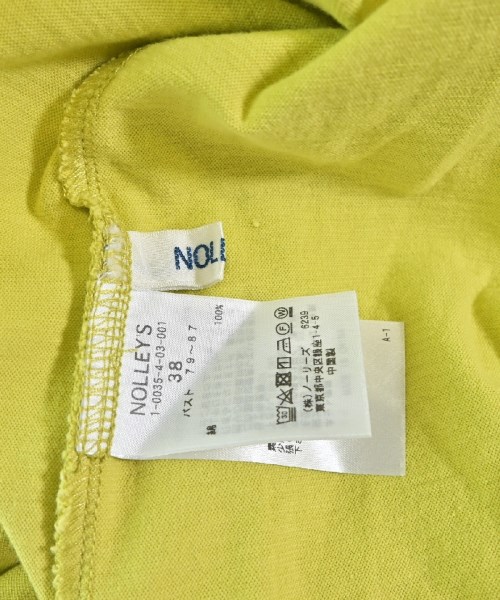 NOLLEY'S
1-0035-4-03-001
38
バスト 79~87
綿 100%
(株)ノーリーズ 6239
東京都中央区銀座1-4-5
中国製
A-1